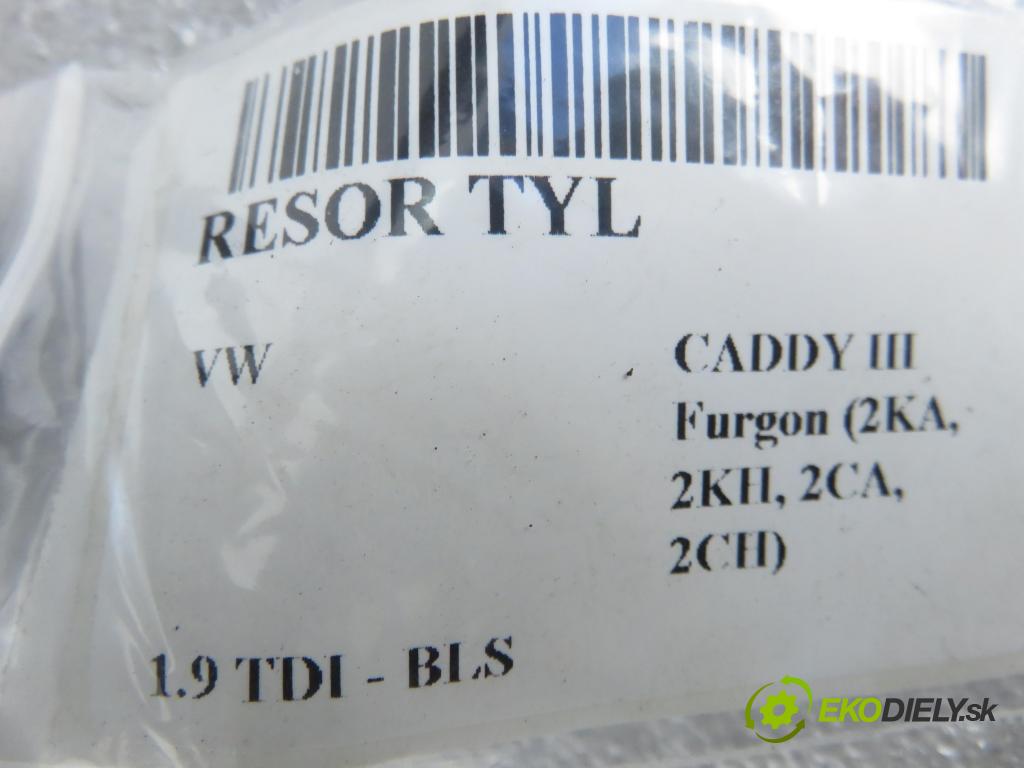 RESOR TYL
VW
CADDY III
Furgon (2KA,
2KH, 2CA,
2CH)
1.9 TDI - BLS
EKODIELY.sk